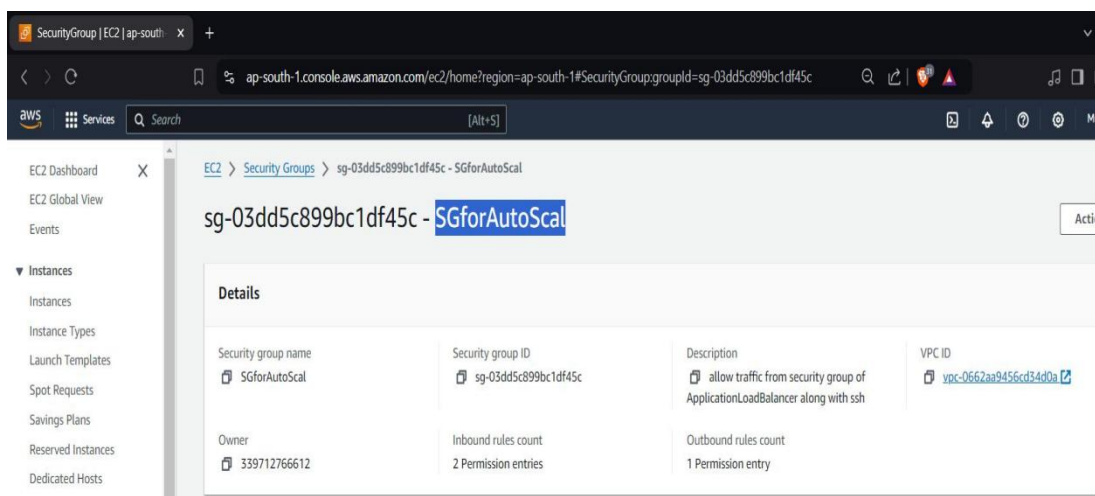 SecurityGroup | EC2 | ap-south- X +
ap-south-1.console.aws.amazon.com/ec2/home?region=ap-south-1#SecurityGroup:groupId=sg-03dd5c899bc1df45c
aws Services Search [Alt+S] M
EC2 Dashboard X
EC2 Global View
Events
Instances
Instances
Instance Types
Launch Templates
Spot Requests
Savings Plans
Reserved Instances
Dedicated Hosts
EC2 > Security Groups > sg-03dd5c899bc1df45c - SGforAutoScal
sg-03dd5c899bc1df45c - SGforAutoScal
Acti
Details
Security group name
SGforAutoScal
Security group ID
sg-03dd5c899bc1df45c
Description
allow traffic from security group of
ApplicationLoadBalancer along with ssh
VPC ID
vpc-0662aa9456cd34d0a
Owner
339712766612
Inbound rules count
2 Permission entries
Outbound rules count
1 Permission entry